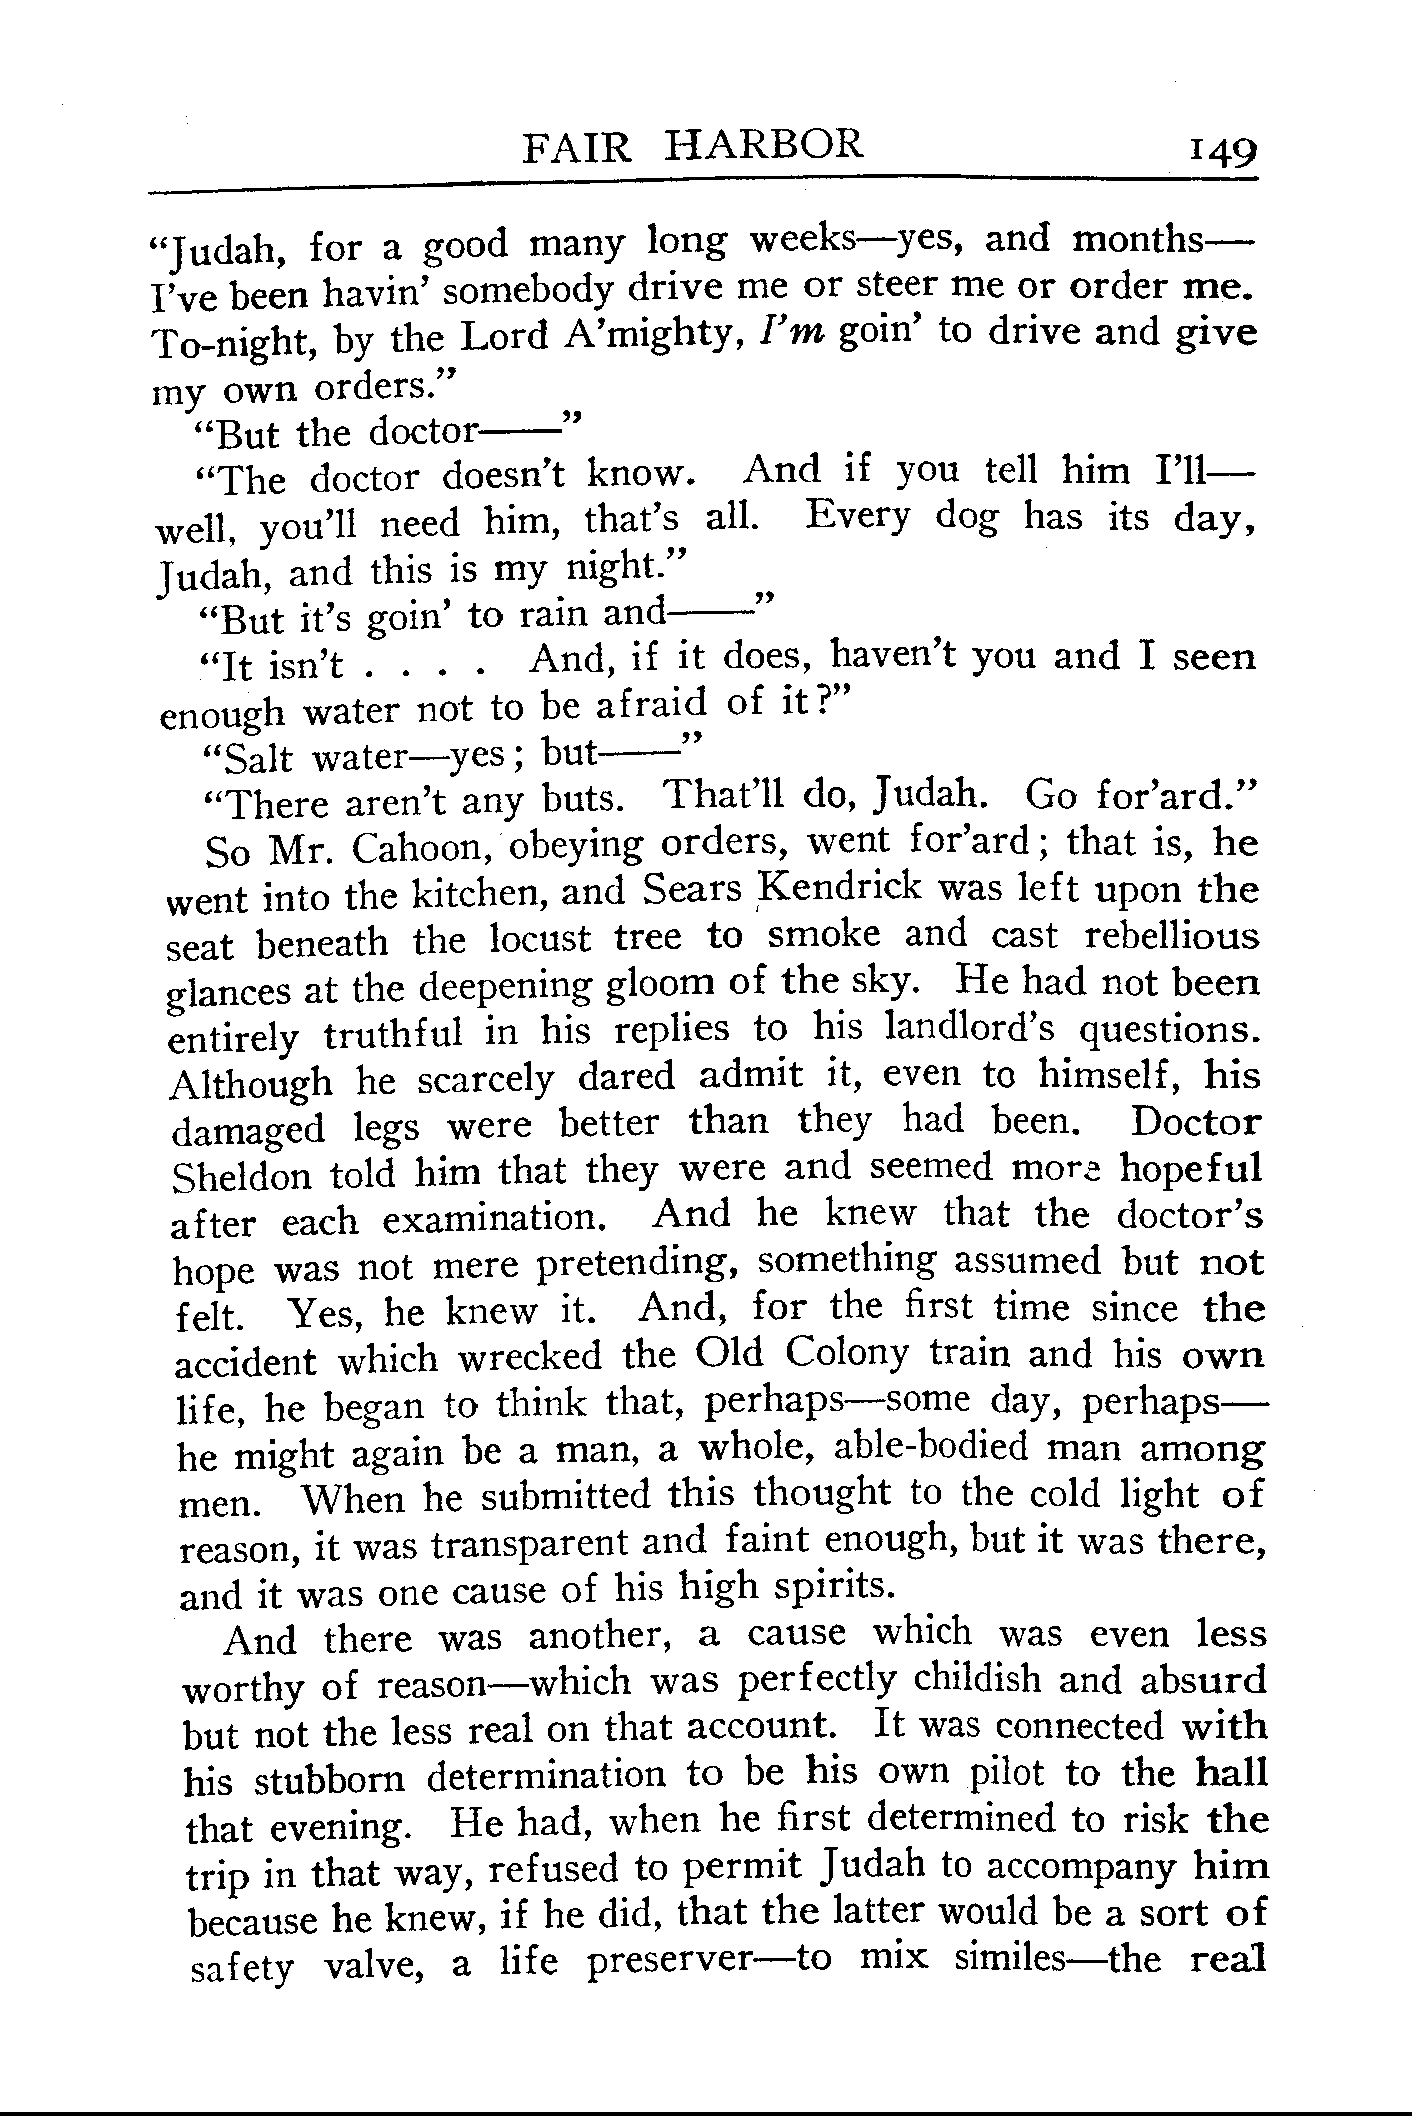 FAIR HARBOR 149
“Judah, for a good many long weeks—yes, and months—
I’ve been havin’ somebody drive me or steer me or order me.
To-night, by the Lord A’mighty, I’m goin’ to drive and give
my own orders.”
“But the doctor——”
“The doctor doesn’t know. And if you tell him I’ll—
well, you’ll need him, that’s all. Every dog has its day,
Judah, and this is my night.”
“But it’s goin’ to rain and——”
“It isn’t . . . . And, if it does, haven’t you and I seen
enough water not to be afraid of it?”
“Salt water—yes; but——”
“There aren’t any buts. That’ll do, Judah. Go for’ard.”
So Mr. Cahoon, obeying orders, went for’ard; that is, he
went into the kitchen, and Sears Kendrick was left upon the
seat beneath the locust tree to smoke and cast rebellious
glances at the deepening gloom of the sky. He had not been
entirely truthful in his replies to his landlord’s questions.
Although he scarcely dared admit it, even to himself, his
damaged legs were better than they had been. Doctor
Sheldon told him that they were and seemed more hopeful
after each examination. And he knew that the doctor’s
hope was not mere pretending, something assumed but not
felt. Yes, he knew it. And, for the first time since the
accident which wrecked the Old Colony train and his own
life, he began to think that, perhaps—some day, perhaps—
he might again be a man, a whole, able-bodied man among
men. When he submitted this thought to the cold light of
reason, it was transparent and faint enough, but it was there,
and it was one cause of his high spirits.
And there was another, a cause which was even less
worthy of reason—which was perfectly childish and absurd
but not the less real on that account. It was connected with
his stubborn determination to be his own pilot to the hall
that evening. He had, when he first determined to risk the
trip in that way, refused to permit Judah to accompany him
because he knew, if he did, that the latter would be a sort of
safety valve, a life preserver—to mix similes—the real